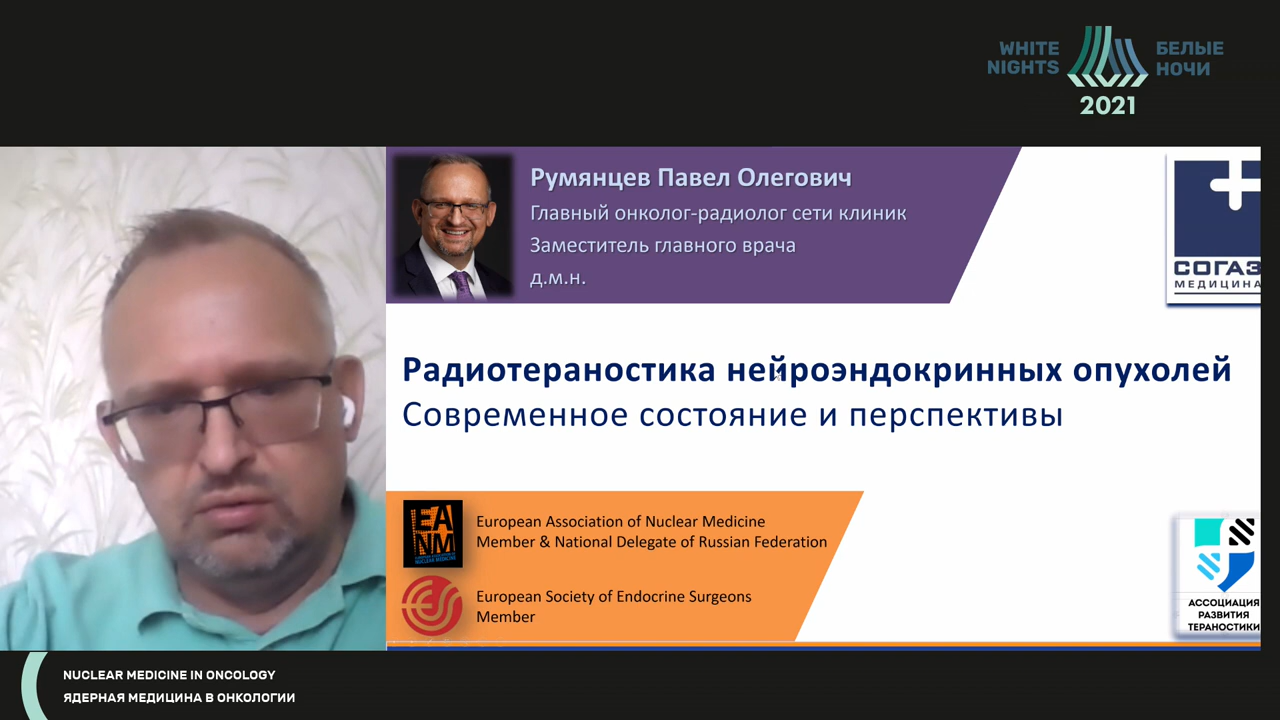 WHITE
NIGHTS
БЕЛЫЕ
НОЧИ
2021
Румянцев Павел Олегович
Главный онколог-радиолог сети клиник
Заместитель главного врача
д.м.н.
СОГАЗ
МЕДИЦИНА
Радиотераностика нейроэндокринных опухолей
Современное состояние и перспективы
EA
NM
European Association of Nuclear Medicine
Member & National Delegate of Russian Federation
European Society of Endocrine Surgeons
Member
АССОЦИАЦИЯ
РАЗВИТИЯ
ТЕРАНОСТИКИ
NUCLEAR MEDICINE IN ONCOLOGY
ЯДЕРНАЯ МЕДИЦИНА В ОНКОЛОГИИ